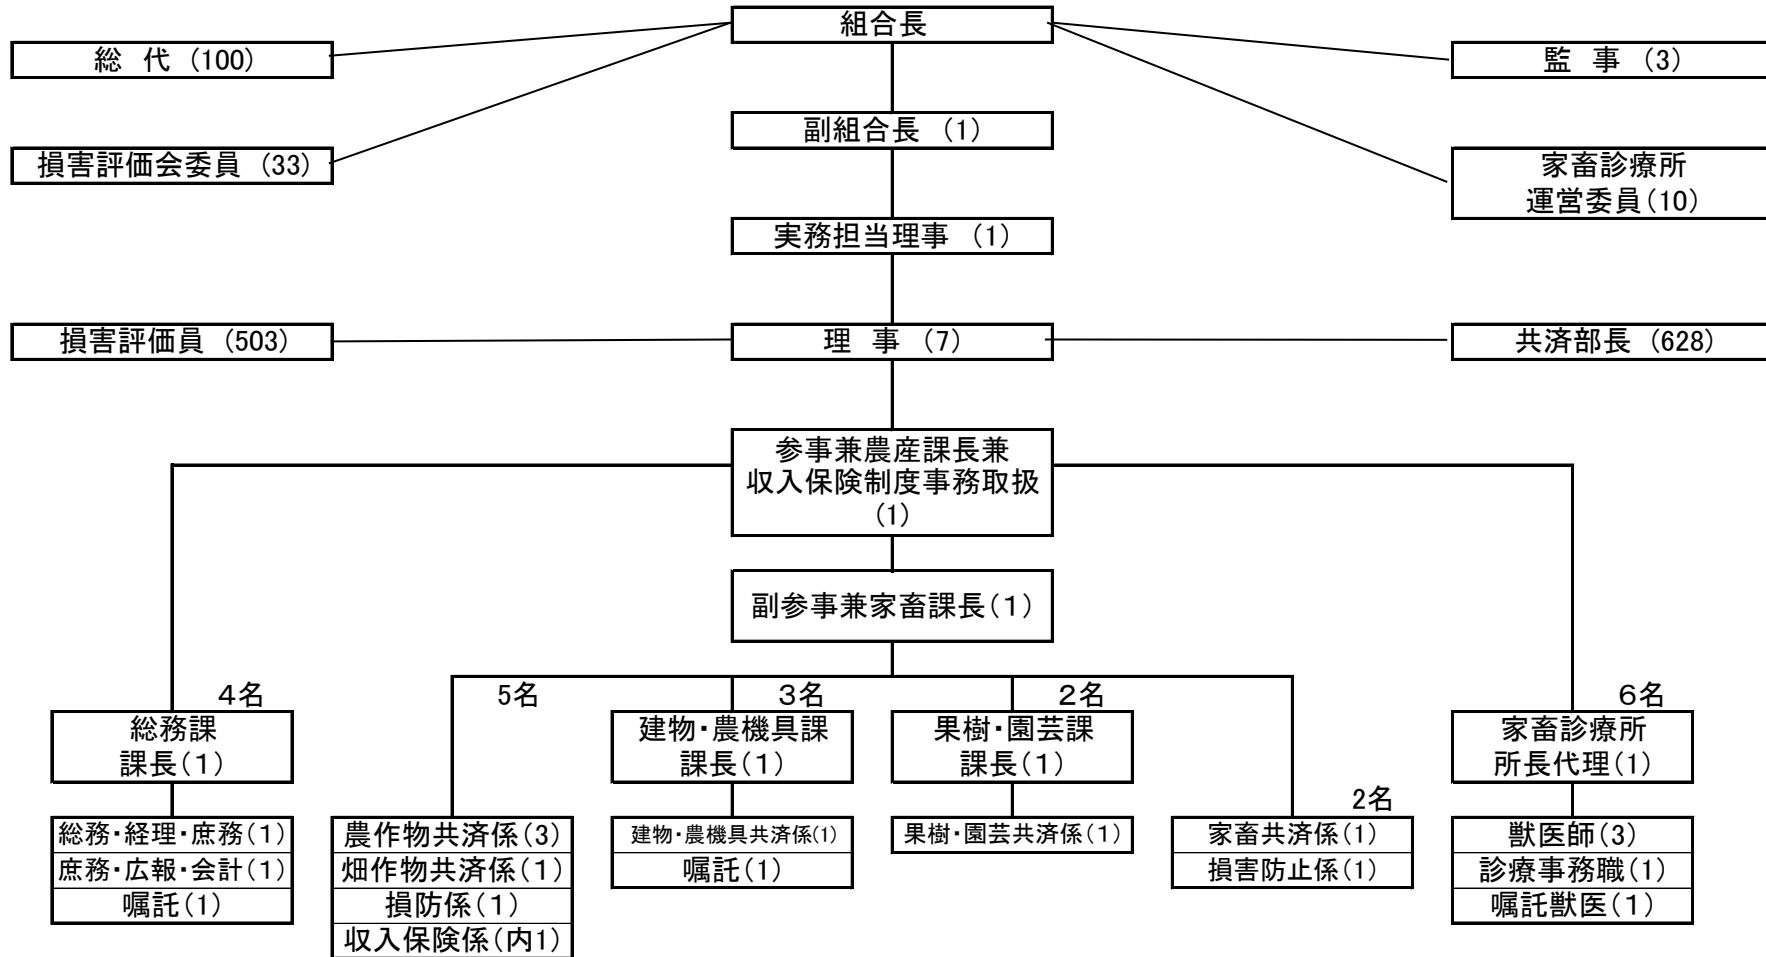 組合長
総 代 (100)
監 事 (3)
副組合長 (1)
損害評価会委員 (33)
家畜診療所
運営委員(10)
実務担当理事 (1)
損害評価員 (503)
理 事 (7)
共済部長 (628)
参事兼農産課長兼
収入保険制度事務取扱
(1)
副参事兼家畜課長(1)
4名
総務課
課長(1)
総務・経理・庶務(1)
庶務・広報・会計(1)
嘱託(1)
5名
農作物共済係(3)
畑作物共済係(1)
損防係(1)
収入保険係(内1)
3名
建物・農機具課
課長(1)
建物・農機具共済係(1)
嘱託(1)
2名
果樹・園芸課
課長(1)
果樹・園芸共済係(1)
2名
家畜共済係(1)
損害防止係(1)
6名
家畜診療所
所長代理(1)
獣医師(3)
診療事務職(1)
嘱託獣医(1)